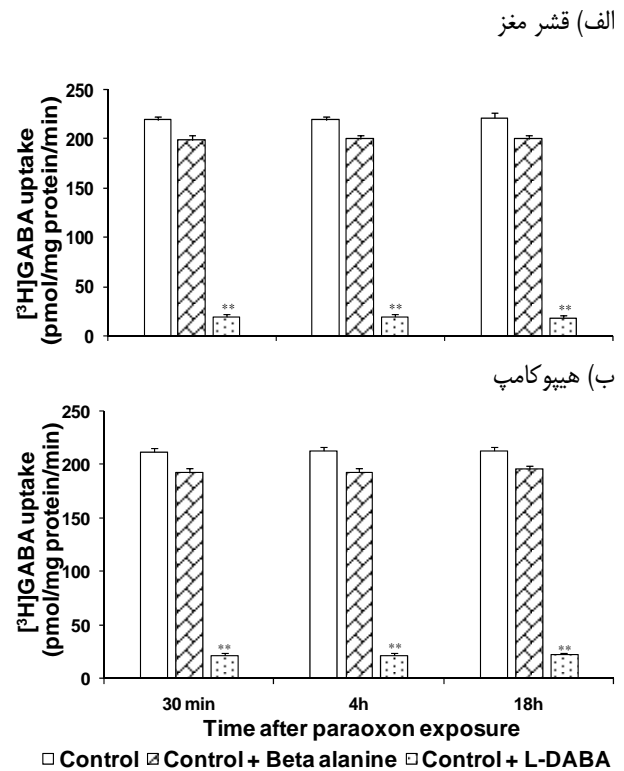 الف) قشر مغز
[³H]GABA uptake
(pmol/mg protein/min)
250
200
150
100
50
0
**
**
**
ب) هیپوکامپ
[³H]GABA uptake
(pmol/mg protein/min)
250
200
150
100
50
0
**
**
**
30 min 4h 18h
Time after paraoxon exposure
Control Control + Beta alanine Control + L-DABA